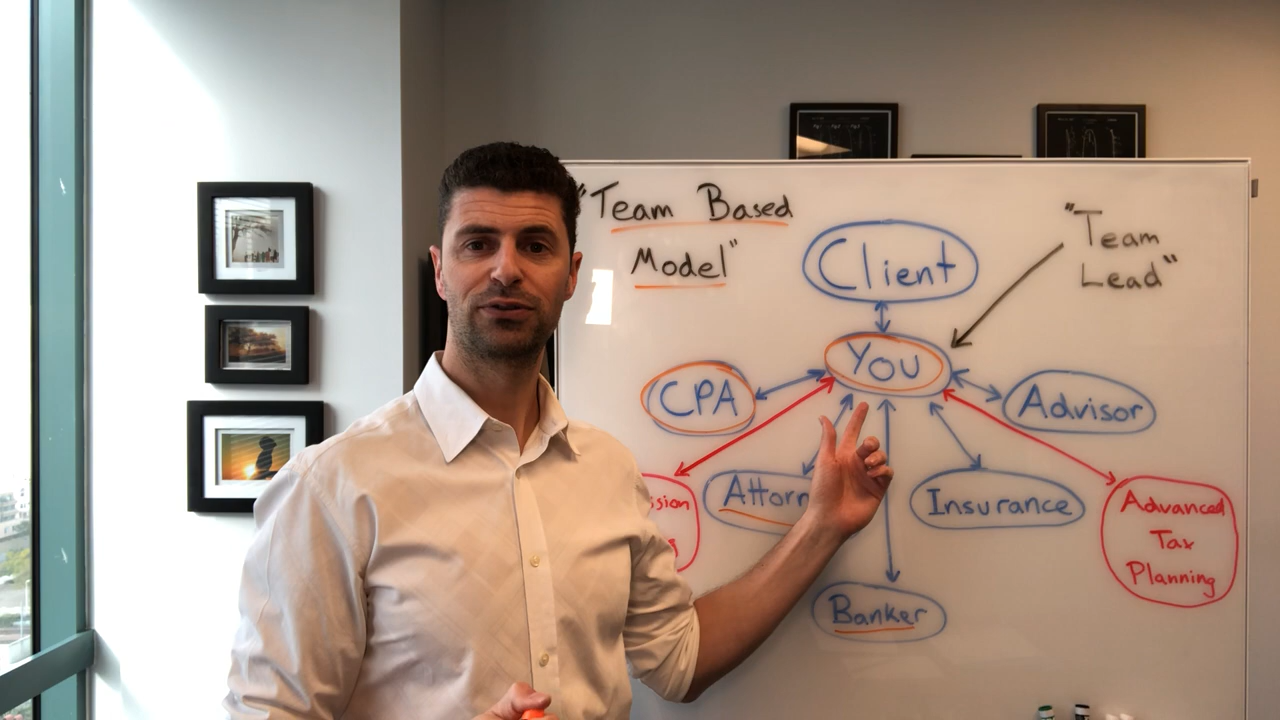 "Team Based
Model"
"Team
Lead"
Client
You
CPA
Advisor
Insurance
Banker
Advanced
Tax
Planning